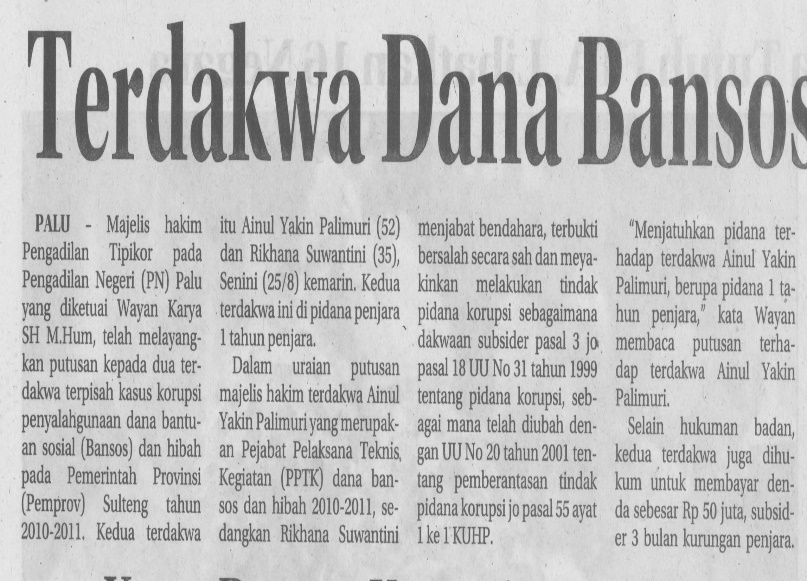 Terdakwa Dana Bansos
PALU - Majelis hakim
Pengadilan Tipikor pada
Pengadilan Negeri (PN) Palu
yang diketuai Wayan Karya
SH M.Hum, telah melayang-
kan putusan kepada dua ter-
dakwa terpisah kasus korupsi
penyalahgunaan dana bantu-
an sosial (Bansos) dan hibah
pada Pemerintah Provinsi
(Pemprov) Sulteng tahun
2010-2011. Kedua terdakwa
itu Ainul Yakin Palimuri (52)
dan Rikhana Suwantini (35),
Senini (25/8) kemarin. Kedua
terdakwa ini di pidana penjara
1 tahun penjara.
Dalam uraian putusan
majelis hakim terdakwa Ainul
Yakin Palimuri yang merupak-
an Pejabat Pelaksana Teknis,
Kegiatan (PPTK) dana ban-
sos dan hibah 2010-2011, se-
dangkan Rikhana Suwantini
menjabat bendahara, terbukti
bersalah secara sah dan meya-
kinkan melakukan tindak
pidana korupsi sebagaimana
dakwaan subsider pasal 3 jo
pasal 18 UU No 31 tahun 1999
tentang pidana korupsi, seb-
agai mana telah diubah den-
gan UU No 20 tahun 2001 ten-
tang pemberantasan tindak
pidana korupsi jo pasal 55 ayat
1 ke 1 KUHP.
"Menjatuhkan pidana ter-
hadap terdakwa Ainul Yakin
Palimuri, berupa pidana 1 ta-
hun penjara," kata Wayan
membaca putusan terha-
dap terdakwa Ainul Yakin
Palimuri.
Selain hukuman badan,
kedua terdakwa juga dihu-
kum untuk membayar den-
da sebesar Rp 50 juta, subsid-
er 3 bulan kurungan penjara.